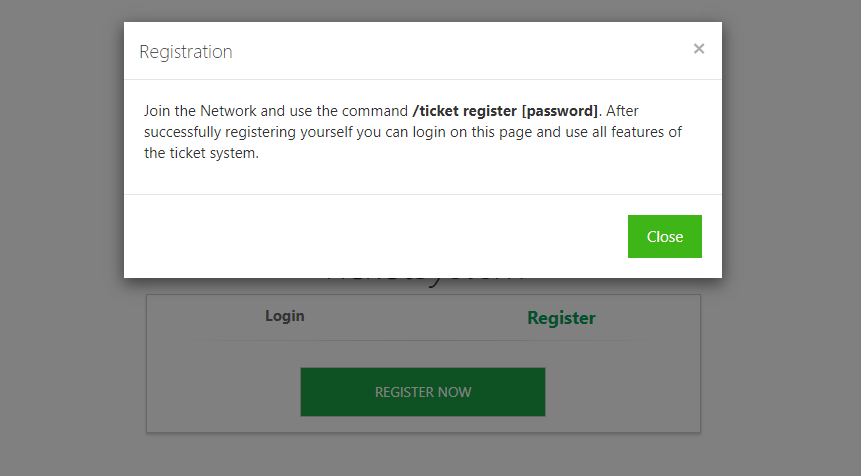 Registration
×
Join the Network and use the command /ticket register [password]. After
successfully registering yourself you can login on this page and use all features of
the ticket system.
Close
Login
Register
REGISTER NOW